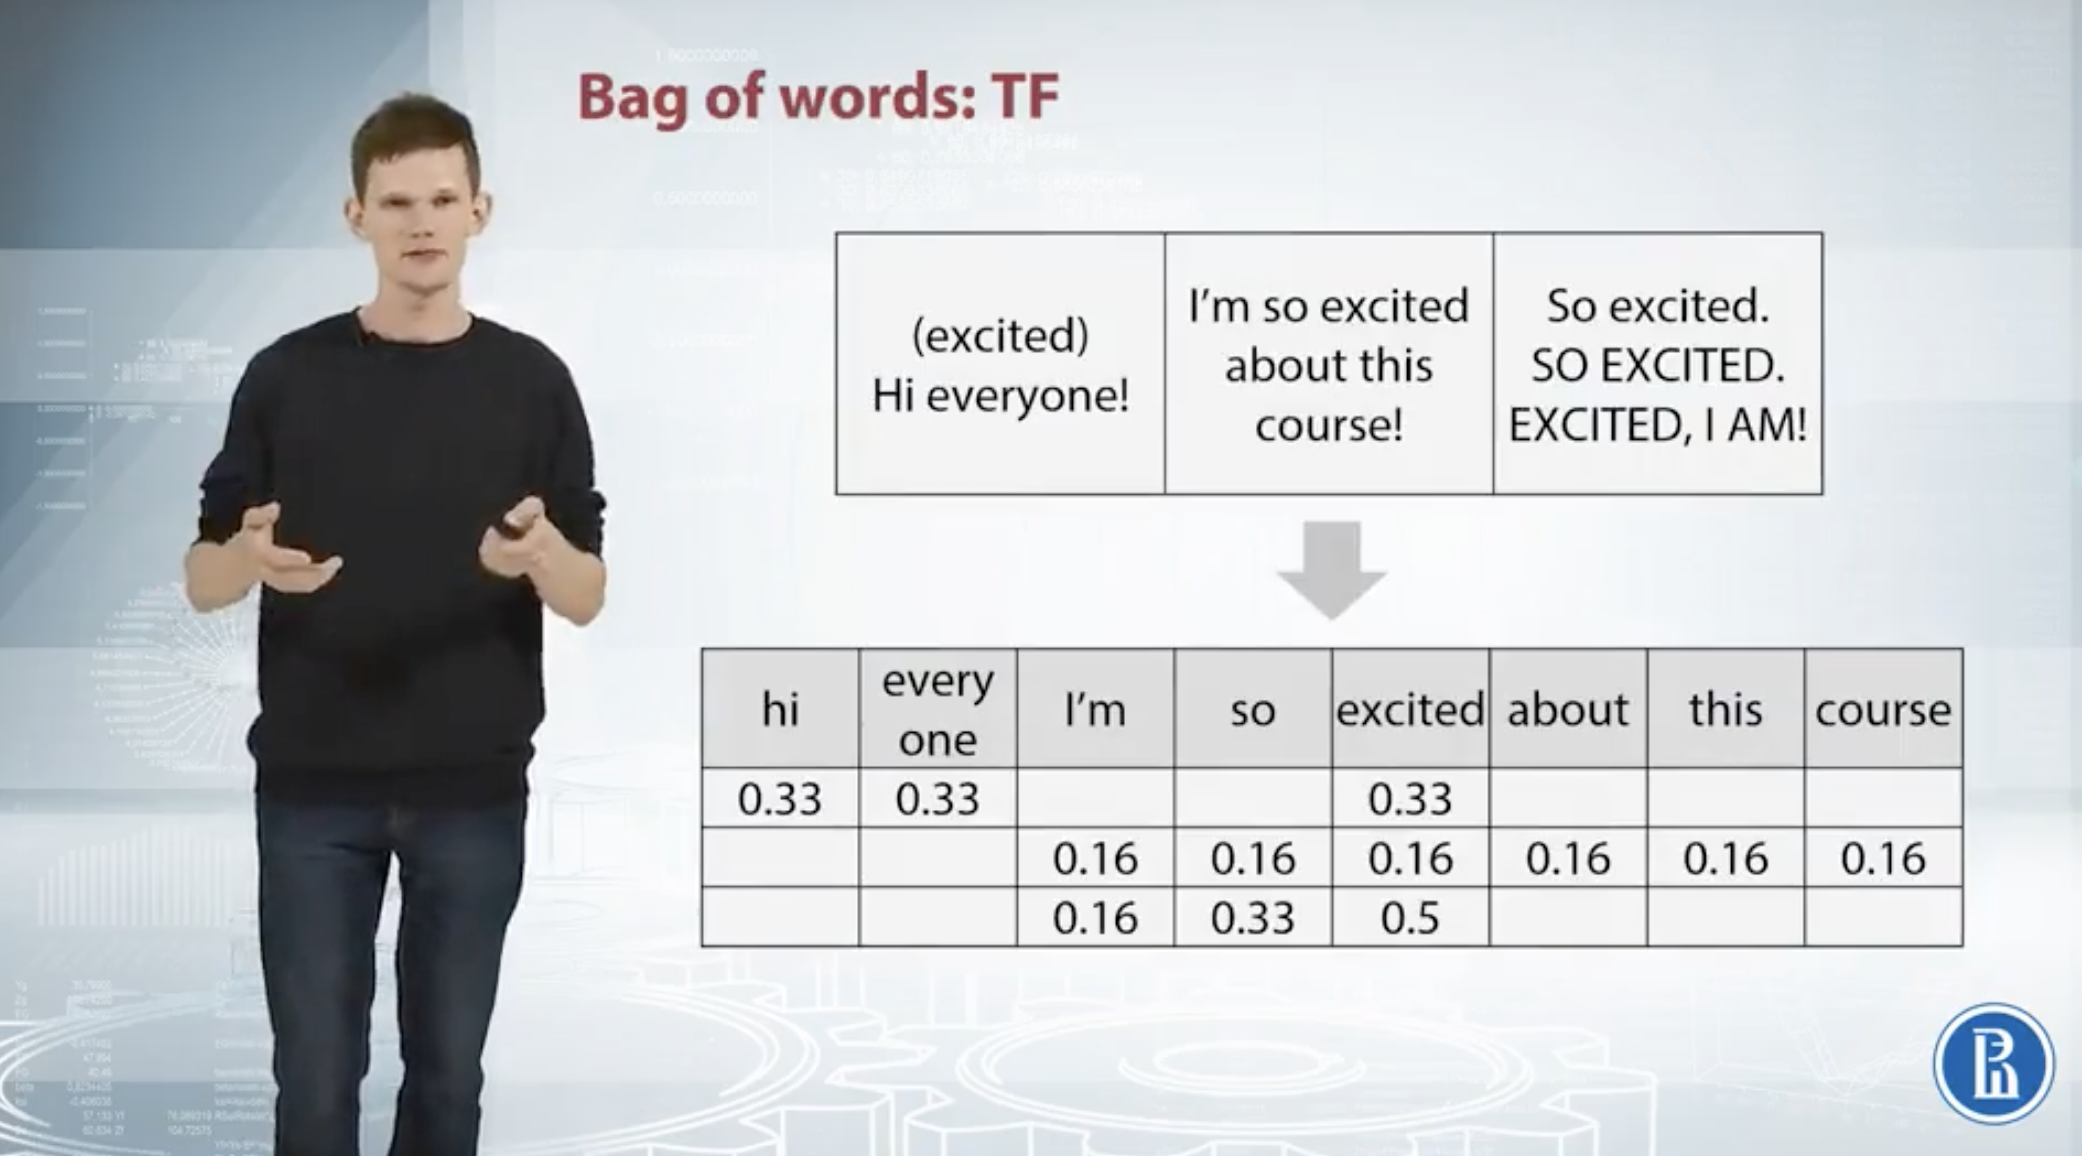 Bag of words: TF
(excited)
Hi everyone!
I'm so excited
about this
course!
So excited.
SO EXCITED.
EXCITED, I AM!
hi
every
one
I'm
so
excited
about
this
course
0.33
0.33
0.33
0.16
0.16
0.16
0.16
0.16
0.16
0.16
0.33
0.5